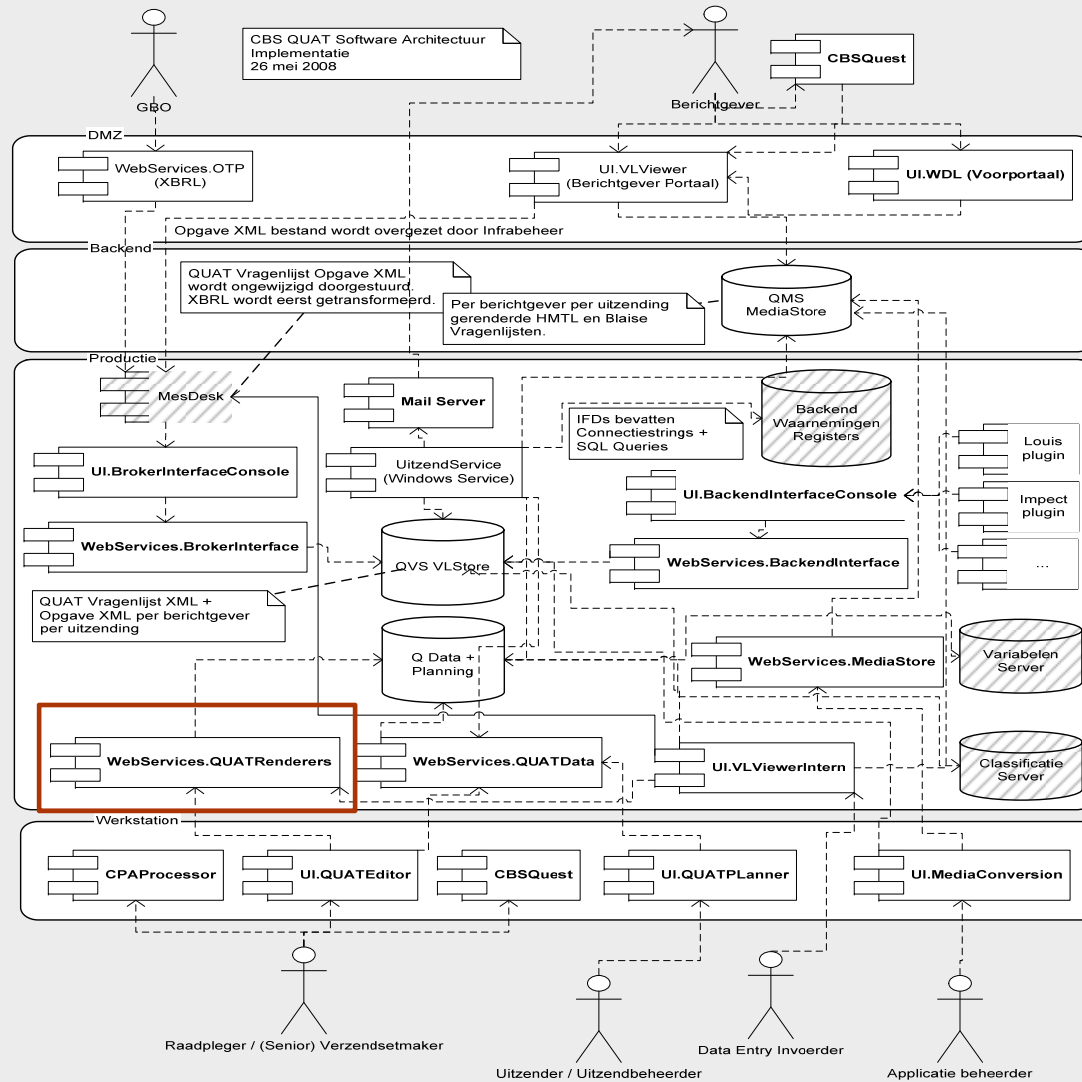 CBS QUAT Software Architectuur
Implementatie
26 mei 2008
CBSQuest
GBO
Berichtgever
DMZ
WebServices.OTP
(XBRL)
UI.VLViewer
(Berichtgever Portaal)
UI.WDL (Voorportaal)
Opgave XML bestand wordt overgezet door Infrabeheer
Backend
QUAT Vragenlijst Opgave XML
wordt ongewijzigd doorgestuurd.
XBRL wordt eerst getransformeerd.
Per berichtgever per uitzending
gerenderde HMTL en Blaise
Vragenlijsten.
QMS
MediaStore
Productie
MesDesk
Mail Server
IFDs bevatten
Connectiestrings +
SQL Queries
Backend
Waarnemingen
Registers
Louis
plugin
UI.BrokerInterfaceConsole
UitzendService
(Windows Service)
UI.BackendInterfaceConsole
Impect
plugin
WebServices.BrokerInterface
QVS VLStore
WebServices.BackendInterface
...
QUAT Vragenlijst XML +
Opgave XML per berichtgever
per uitzending
Q Data +
Planning
WebServices.MediaStore
Variabelen
Server
WebServices.QUATRenderers
WebServices.QUATData
UI.VLViewerIntern
Classificatie
Server
Werkstation
CPAProcessor
UI.QUATEditor
CBSQuest
UI.QUATPLanner
UI.MediaConversion
Raadpleger / (Senior) Verzendsetmaker
Uitzender / Uitzendbeheerder
Data Entry Invoerder
Applicatie beheerder